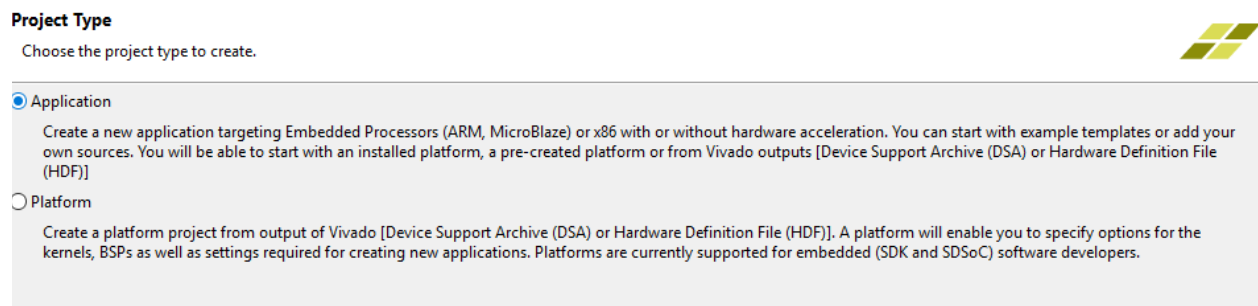 Project Type
Choose the project type to create.
Application
Create a new application targeting Embedded Processors (ARM, MicroBlaze) or x86 with or without hardware acceleration. You can start with example templates or add your
own sources. You will be able to start with an installed platform, a pre-created platform or from Vivado outputs [Device Support Archive (DSA) or Hardware Definition File
(HDF)]
Platform
Create a platform project from output of Vivado [Device Support Archive (DSA) or Hardware Definition File (HDF)]. A platform will enable you to specify options for the
kernels, BSPs as well as settings required for creating new applications. Platforms are currently supported for embedded (SDK and SDSoC) software developers.